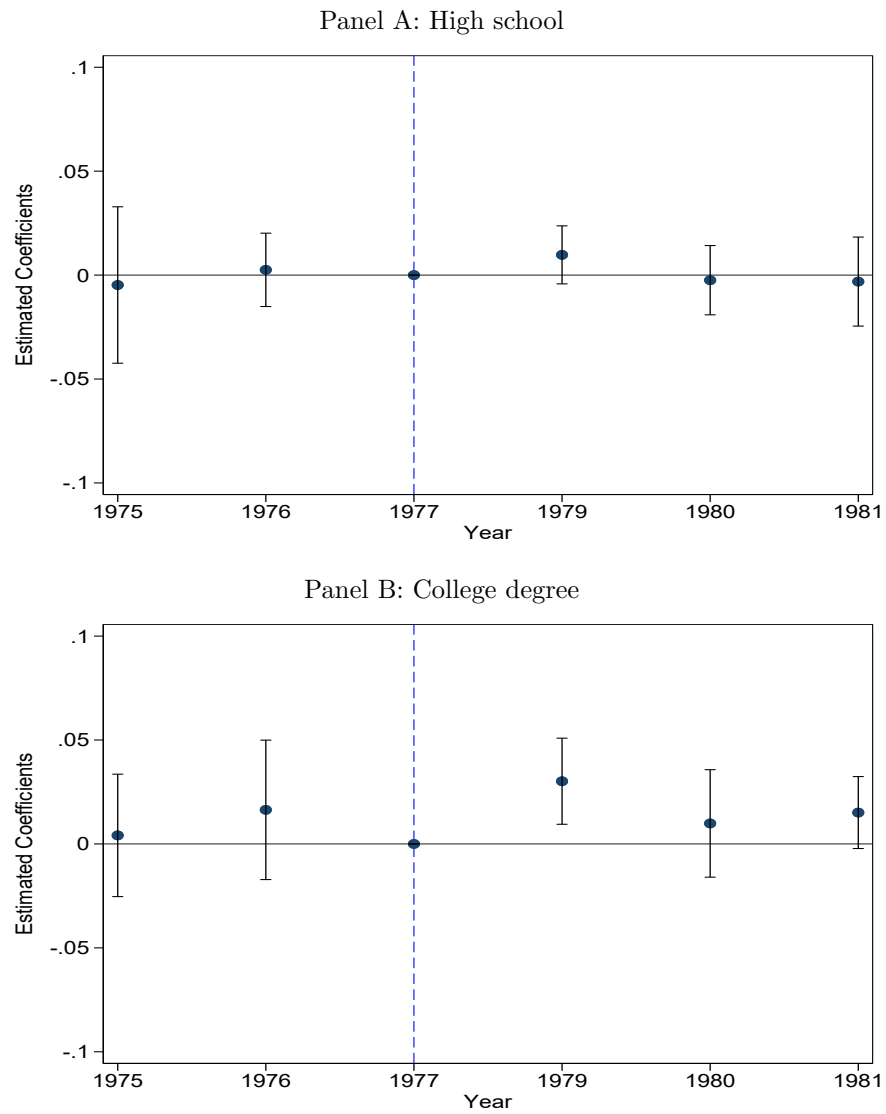 Panel A: High school
.1
.05
0
-.05
-.1
Estimated Coefficients
1975 1976 1977 1979 1980 1981
Year
Panel B: College degree
.1
.05
0
-.05
-.1
Estimated Coefficients
1975 1976 1977 1979 1980 1981
Year